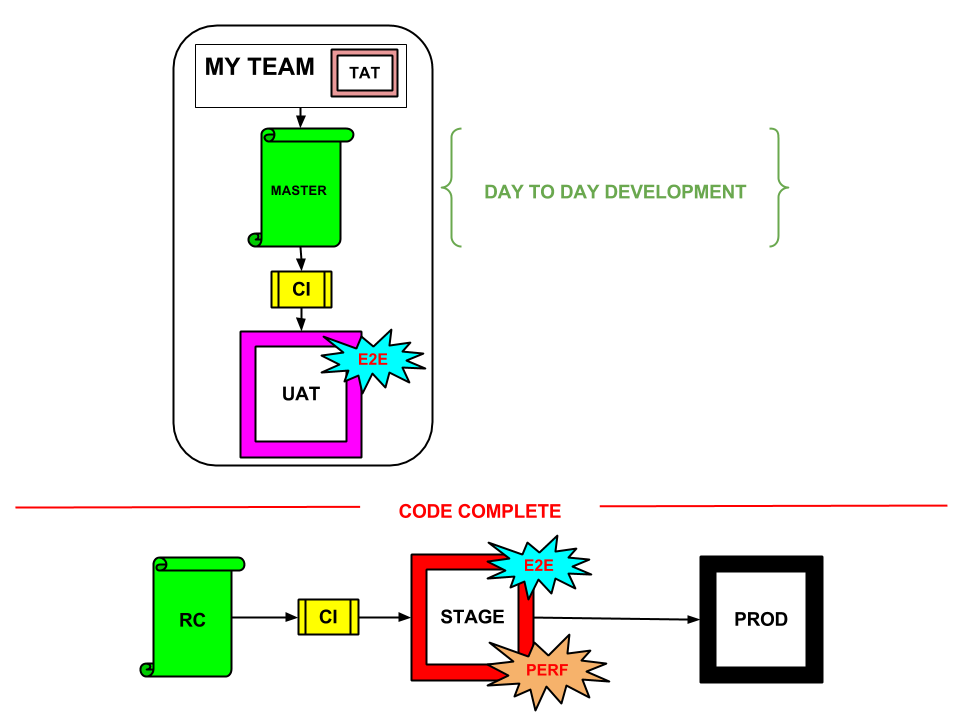 MY TEAM
TAT
MASTER
DAY TO DAY DEVELOPMENT
CI
E2E
UAT
CODE COMPLETE
E2E
RC
CI
STAGE
PROD
PERF